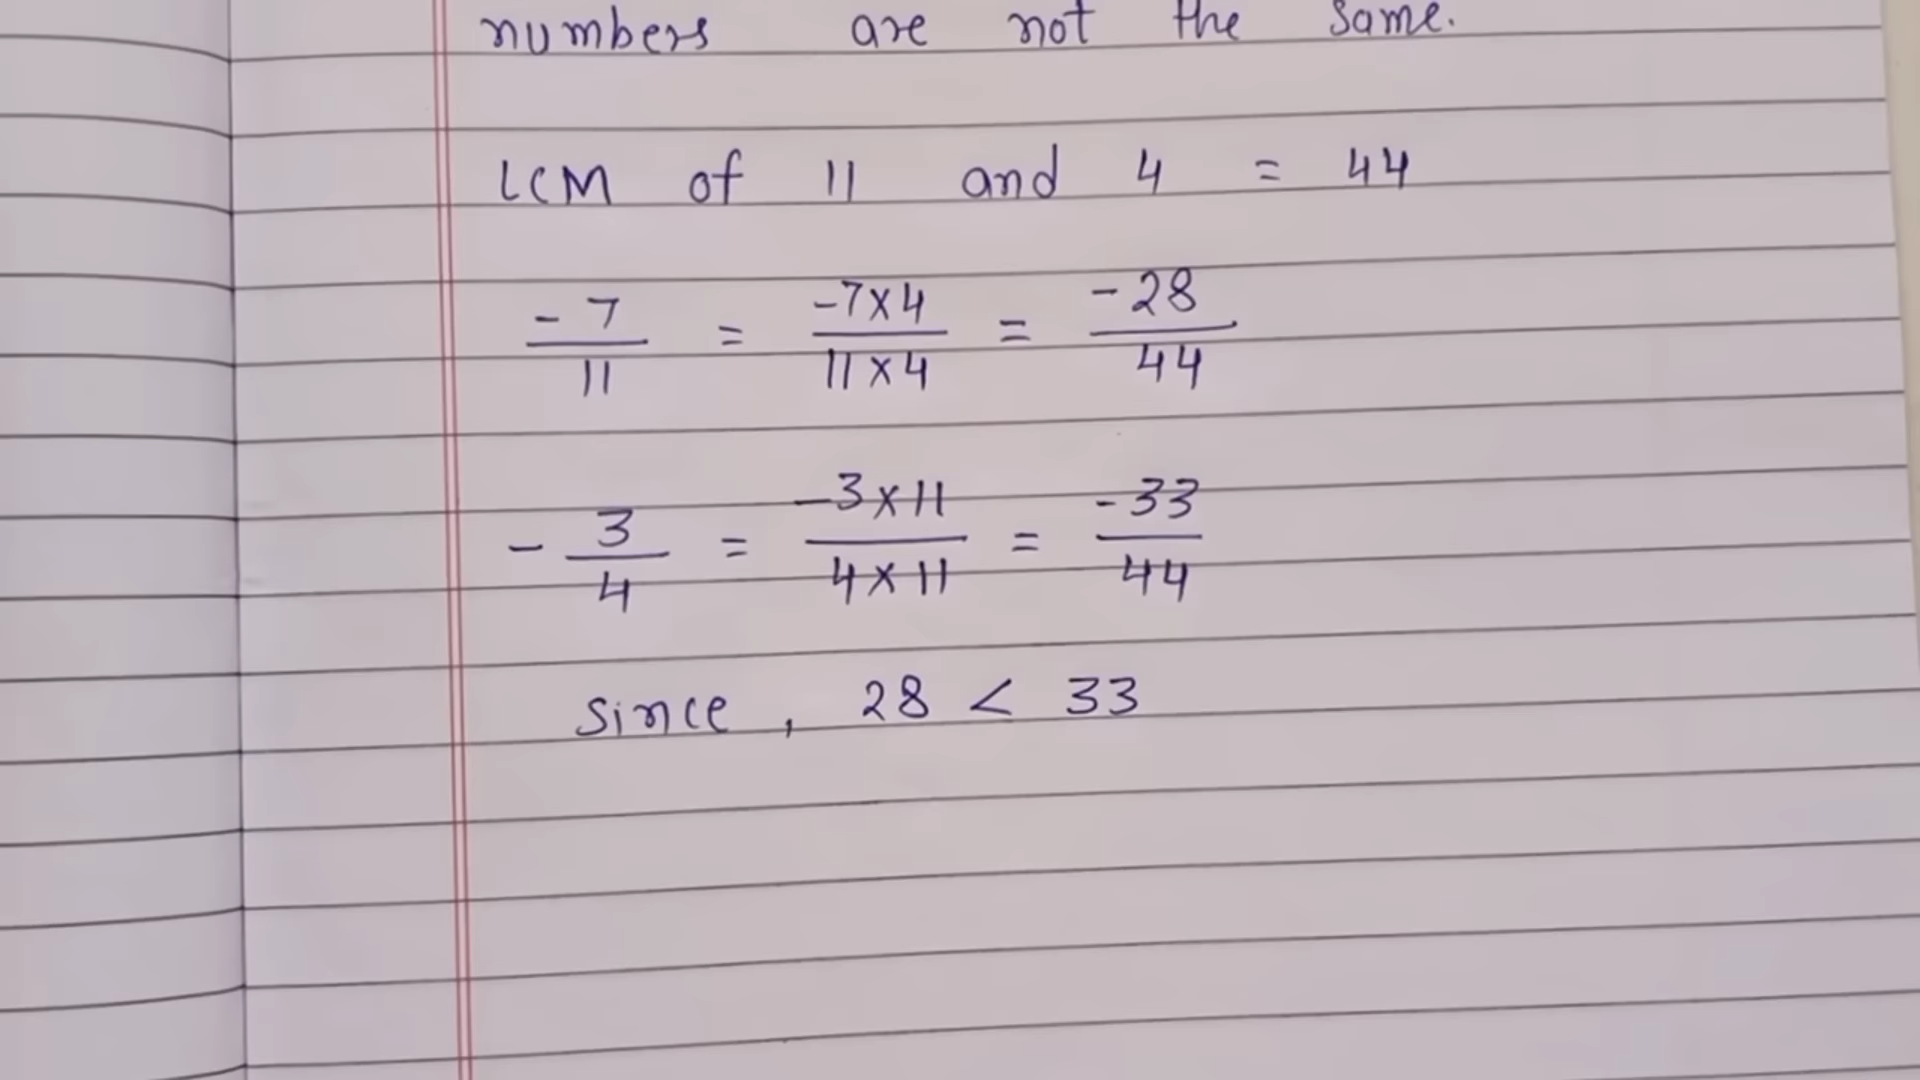 numbers are not the same.
LCM of 11 and 4 = 44
-7/11 = -7×4/11×4 = -28/44
-3/4 = -3×11/4×11 = -33/44
since, 28 < 33